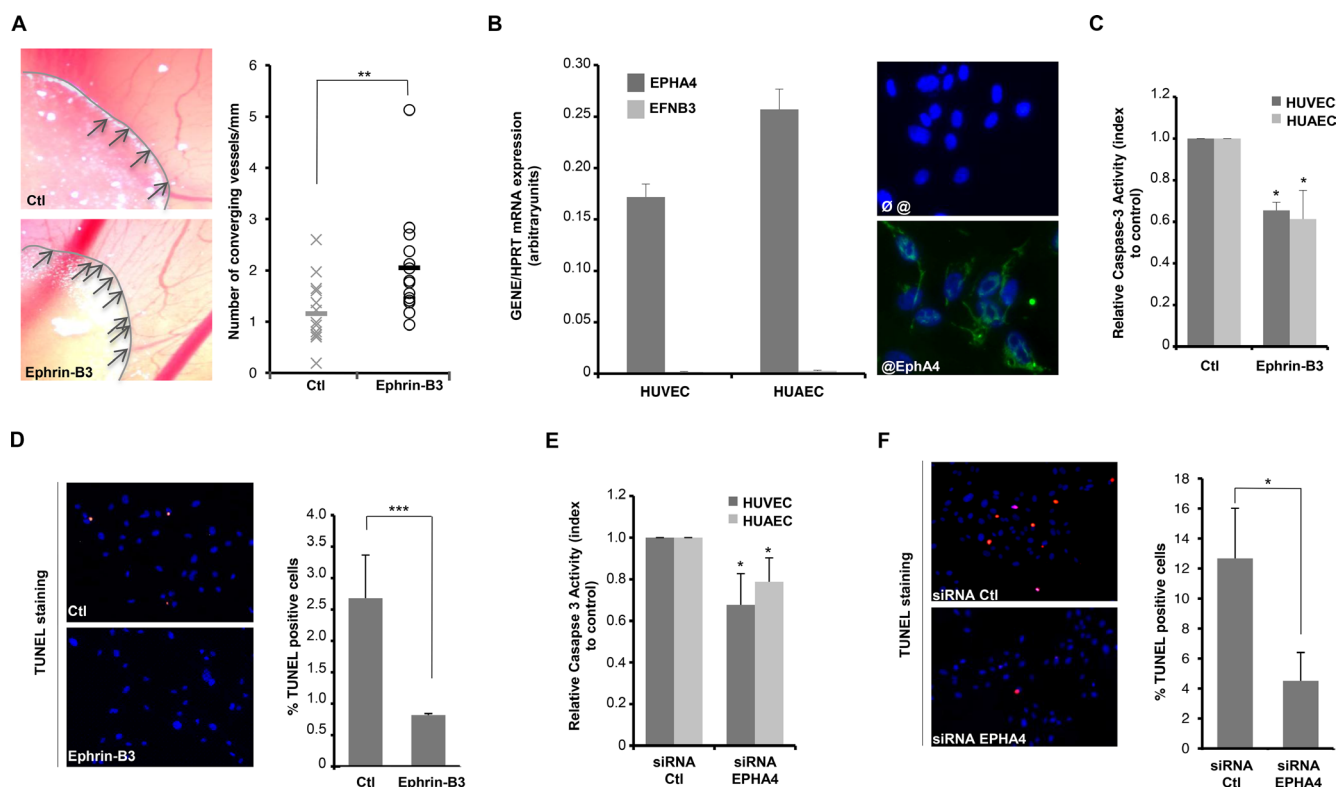 A
Ctl
Ephrin-B3
Number of converging vessels/mm
6
5
4
3
2
1
0
**
Ctl
Ephrin-B3
B
GENE/HPRT mRNA expression
(arbitraryunits)
0.30
0.25
0.20
0.15
0.10
0.05
0
EPHA4
EFNB3
HUVEC
HUAEC
Ø @
@EphA4
C
Relative Caspase-3 Activity (index
to control)
1.2
1.0
0.8
0.6
0.4
0.2
0
HUVEC
HUAEC
*
*
Ctl
Ephrin-B3
D
TUNEL staining
Ctl
Ephrin-B3
% TUNEL positive cells
4.0
3.5
3.0
2.5
2.0
1.5
1.0
0.5
0
***
Ctl
Ephrin-B3
E
Relative Casapse 3 Activity (index
to control)
1.2
1.0
0.8
0.6
0.4
0.2
0
HUVEC
HUAEC
*
*
siRNA
Ctl
siRNA
EPHA4
F
TUNEL staining
siRNA Ctl
siRNA EPHA4
% TUNEL positive cells
18
16
14
12
10
8
6
4
2
0
*
siRNA
Ctl
siRNA
EPHA4